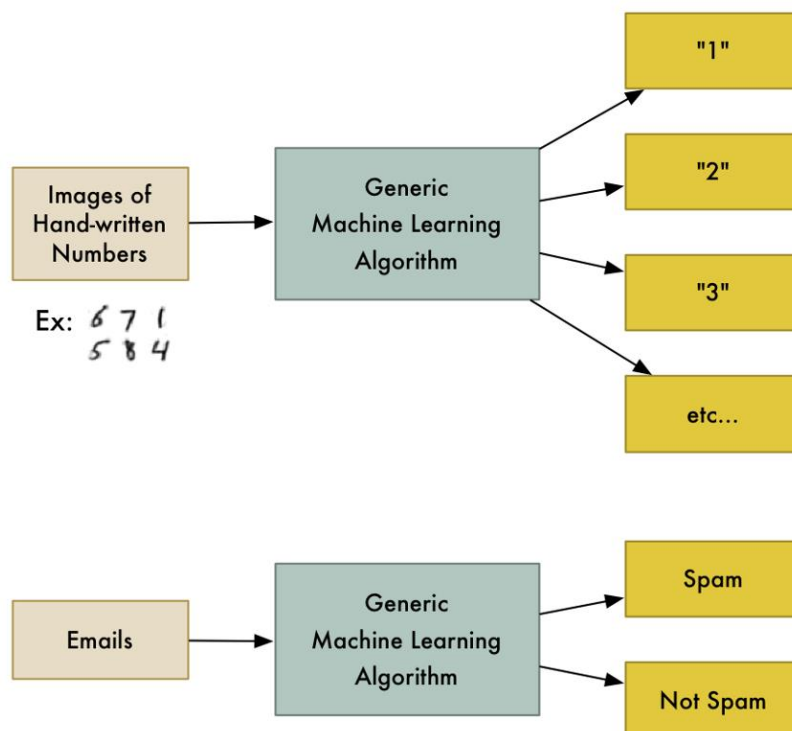 Images of
Hand-written
Numbers
Ex: 6 7 1
5 8 4
Generic
Machine Learning
Algorithm
"1"
"2"
"3"
etc...
Emails
Generic
Machine Learning
Algorithm
Spam
Not Spam